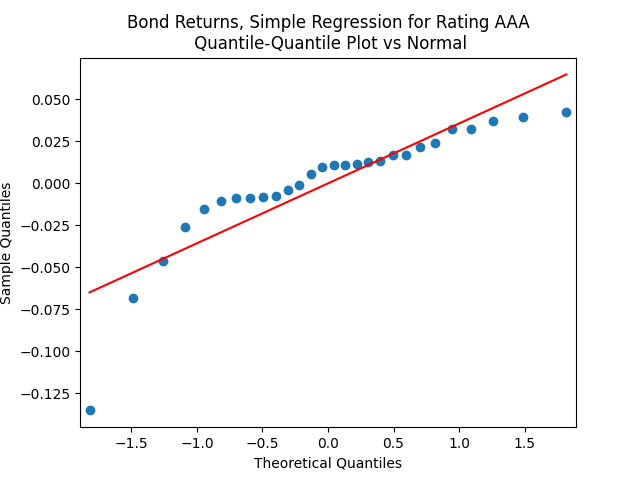 Bond Returns, Simple Regression for Rating AAA
Quantile-Quantile Plot vs Normal
Sample Quantiles
0.050
0.025
0.000
−0.025
−0.050
−0.075
−0.100
−0.125
−1.5 −1.0 −0.5 0.0 0.5 1.0 1.5
Theoretical Quantiles